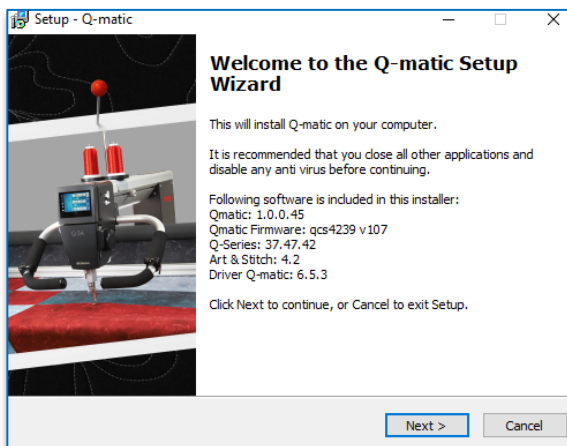 Setup - Q-matic
Welcome to the Q-matic Setup
Wizard
This will install Q-matic on your computer.
It is recommended that you close all other applications and
disable any anti virus before continuing.
Following software is included in this installer:
Qmatic: 1.0.0.45
Qmatic Firmware: qcs4239 v107
Q-Series: 37.47.42
Art & Stitch: 4.2
Driver Q-matic: 6.5.3
Click Next to continue, or Cancel to exit Setup.
Next >
Cancel